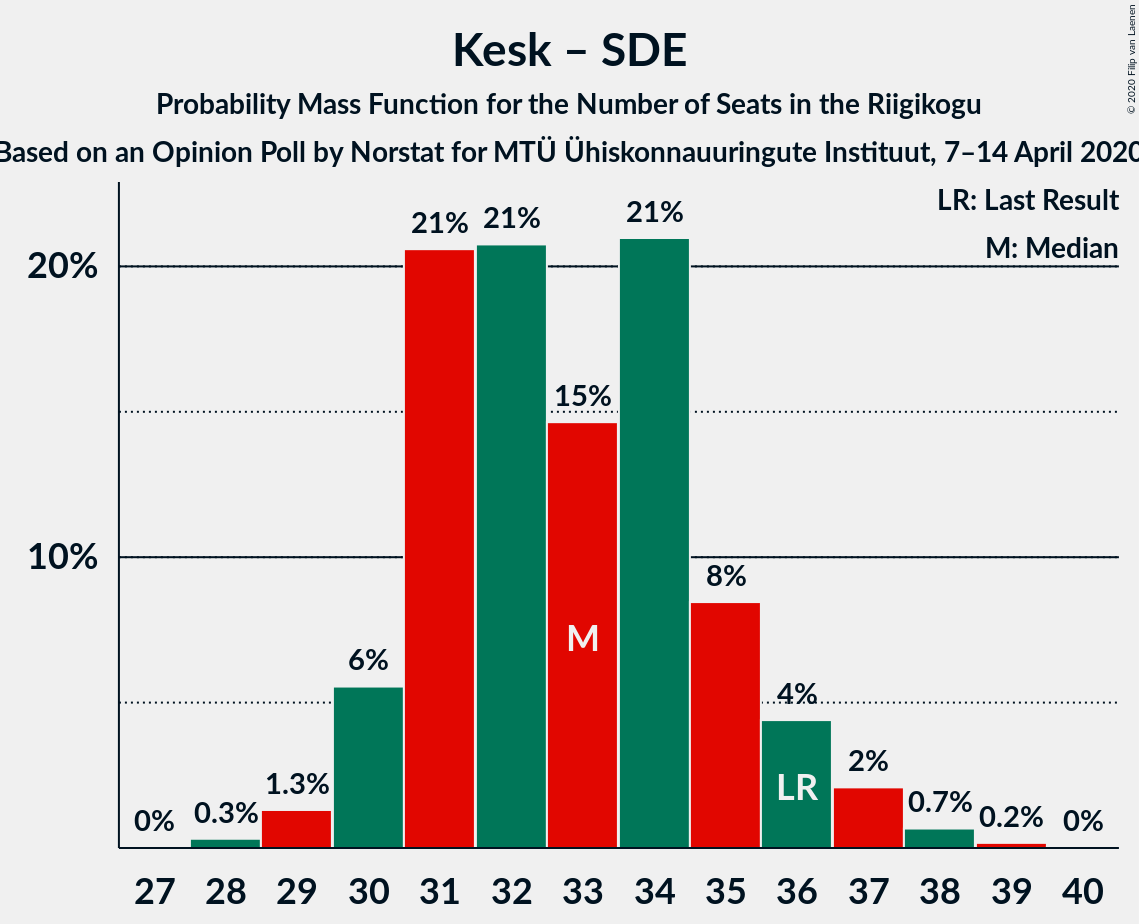 Kesk – SDE
Probability Mass Function for the Number of Seats in the Riigikogu
Based on an Opinion Poll by Norstat for MTÜ Ühiskonnauuringute Instituut, 7–14 April 2020
© 2020 Filip van Laenen
LR: Last Result
M: Median
20%
10%
0%
0.3%
1.3%
6%
21%
21%
15%
21%
8%
4%
2%
0.7%
0.2%
0%
M
LR
27 28 29 30 31 32 33 34 35 36 37 38 39 40